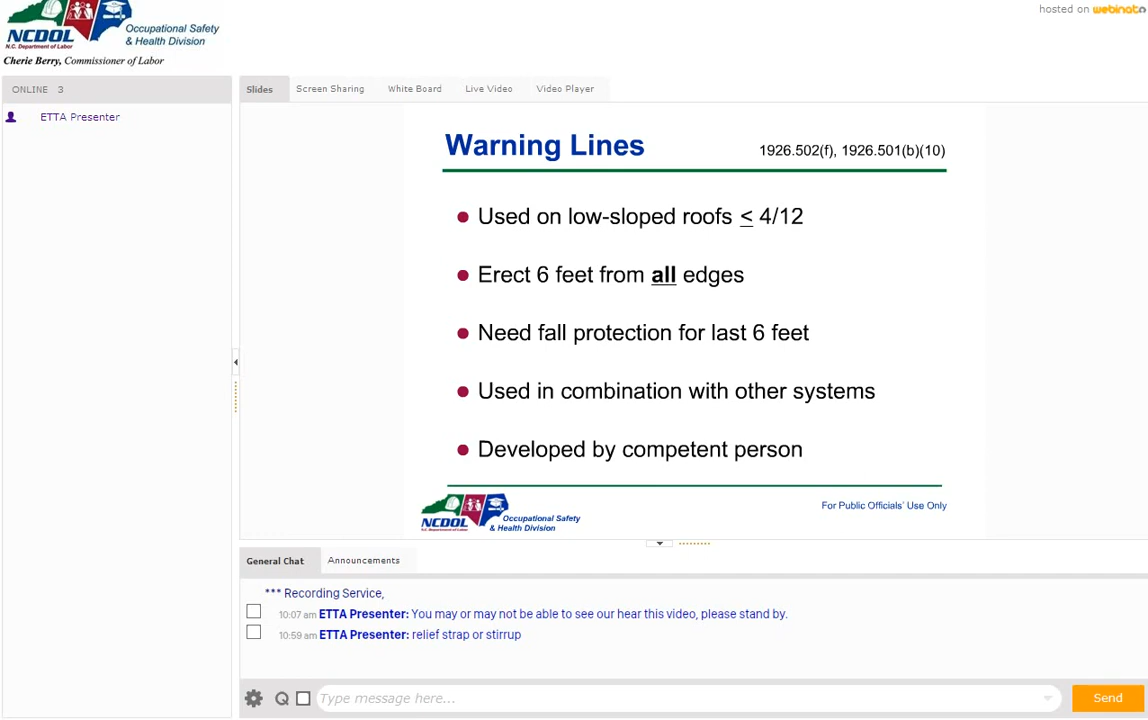 hosted on webinato
NCDOL
N.C. Department of Labor
Occupational Safety
& Health Division
Cherie Berry, Commissioner of Labor
ONLINE 3
ETTA Presenter
Slides Screen Sharing White Board Live Video Video Player
Warning Lines 1926.502(f), 1926.501(b)(10)
Used on low-sloped roofs < 4/12
Erect 6 feet from all edges
Need fall protection for last 6 feet
Used in combination with other systems
Developed by competent person
NCDOL
N.C. Department of Labor
Occupational Safety
& Health Division
For Public Officials' Use Only
General Chat Announcements
*** Recording Service,
10:07 am ETTA Presenter: You may or may not be able to see our hear this video, please stand by.
10:59 am ETTA Presenter: relief strap or stirrup
Q Type message here... Send